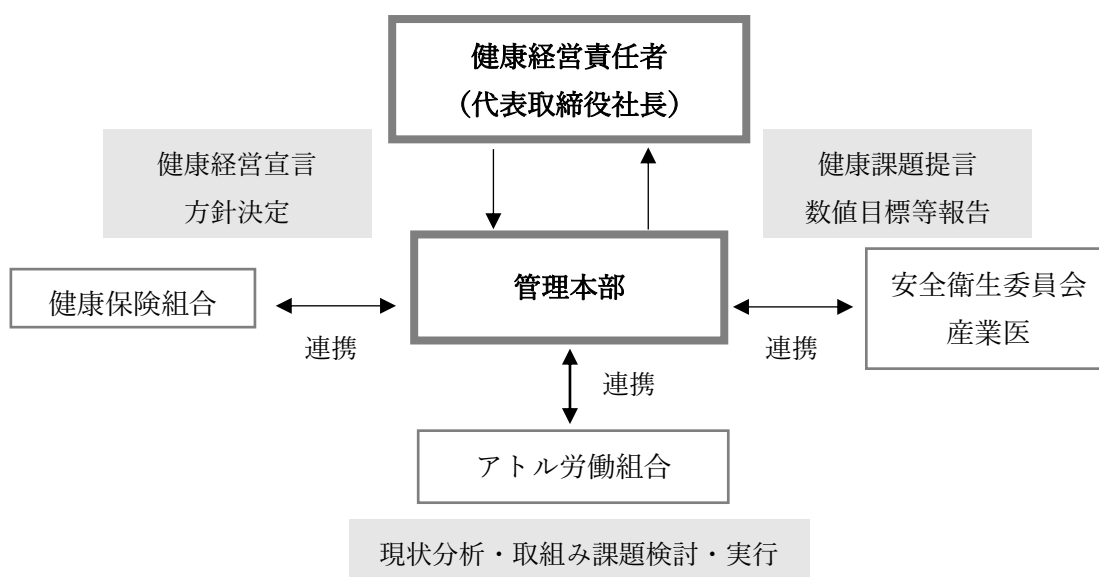 健康経営責任者
（代表取締役社長）
健康経営宣言
方針決定
健康課題提言
数値目標等報告
管理本部
健康保険組合
安全衛生委員会
産業医
連携
連携
連携
アトル労働組合
現状分析・取組み課題検討・実行